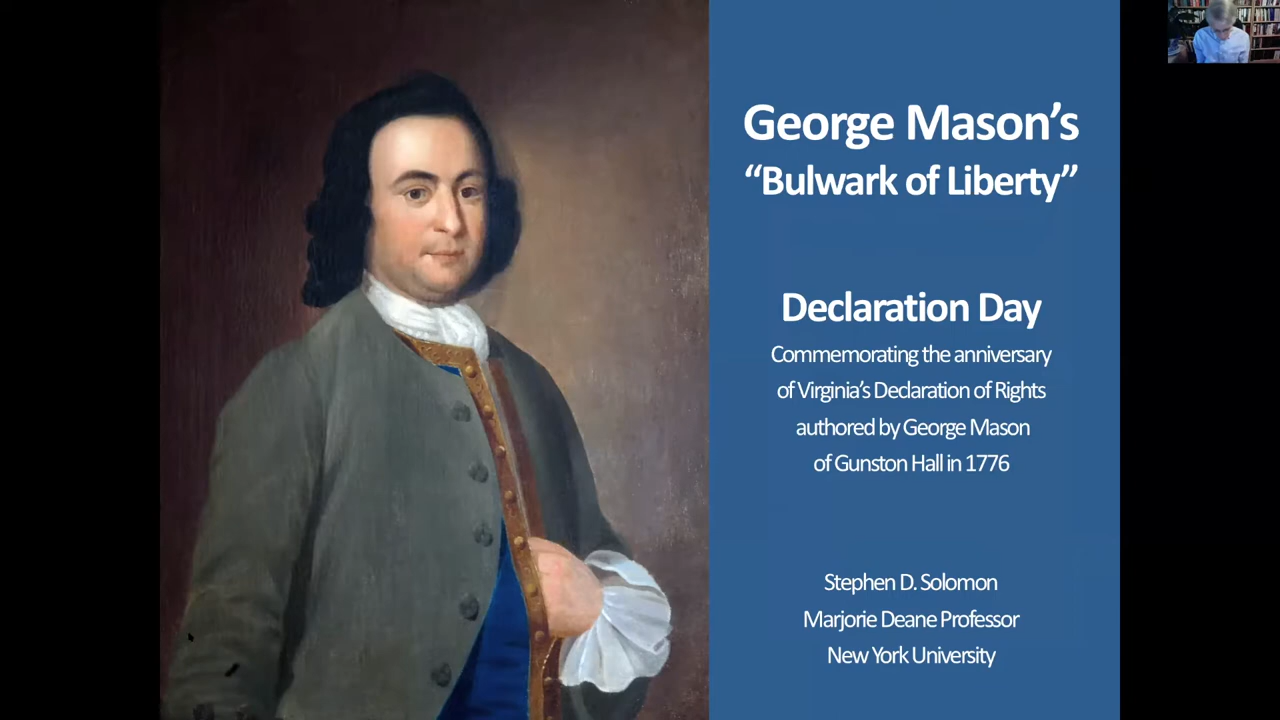 George Mason’s
“Bulwark of Liberty”
Declaration Day
Commemorating the anniversary
of Virginia’s Declaration of Rights
authored by George Mason
of Gunston Hall in 1776
Stephen D. Solomon
Marjorie Deane Professor
New York University